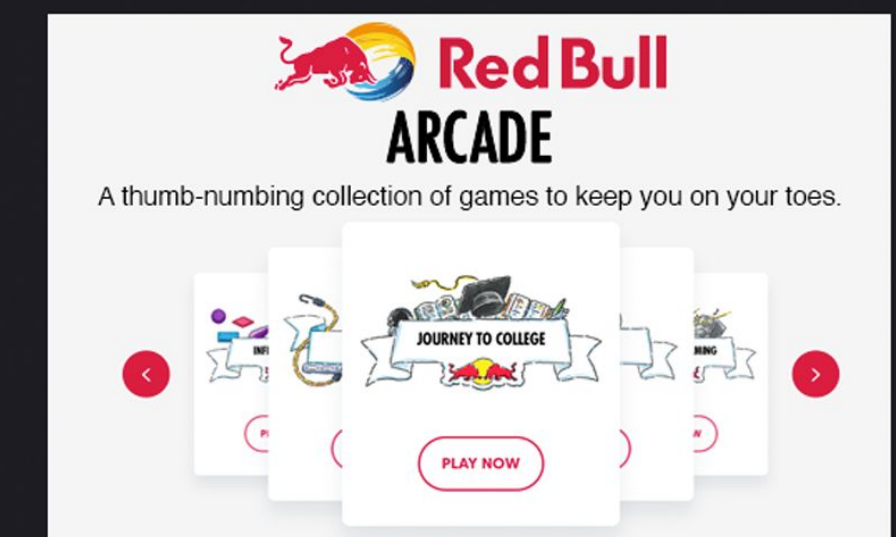 Red Bull
ARCADE
A thumb-numbing collection of games to keep you on your toes.
JOURNEY TO COLLEGE
PLAY NOW